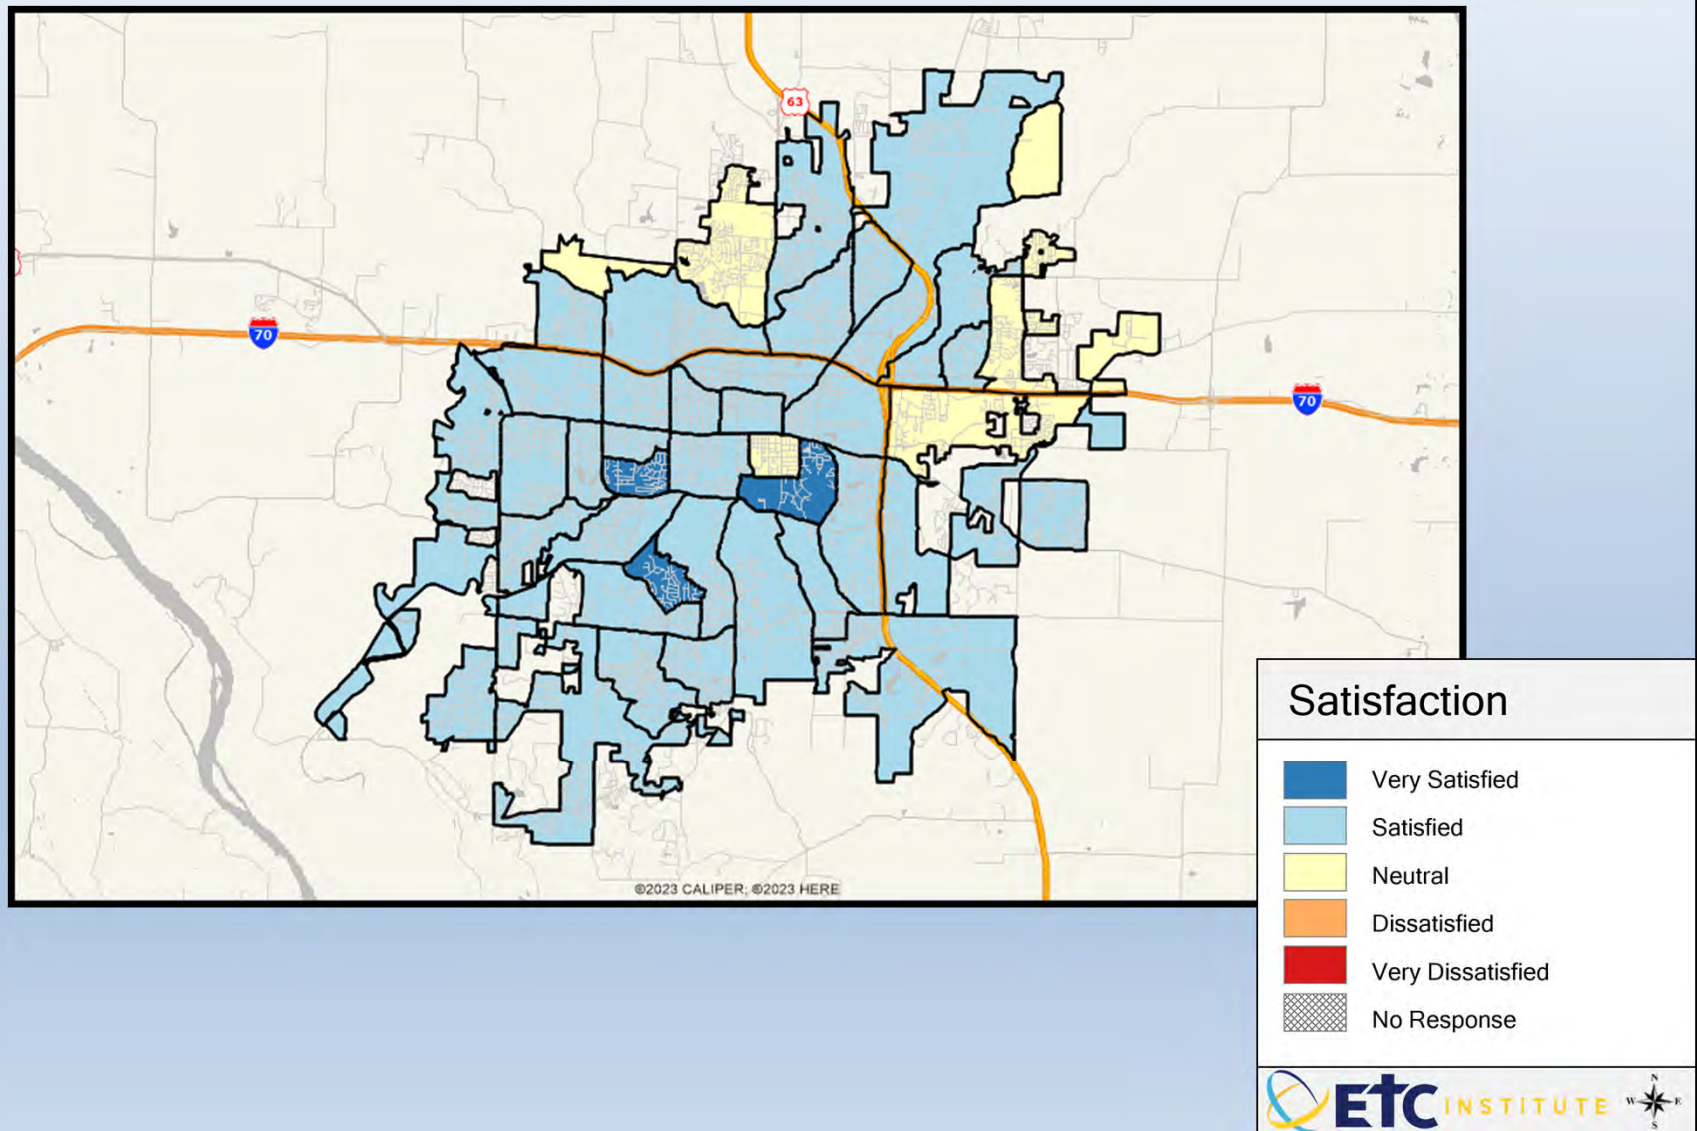 63
70
70
©2023 CALIPER; ©2023 HERE
Satisfaction
Very Satisfied
Satisfied
Neutral
Dissatisfied
Very Dissatisfied
No Response
ETC INSTITUTE
N
W E
S